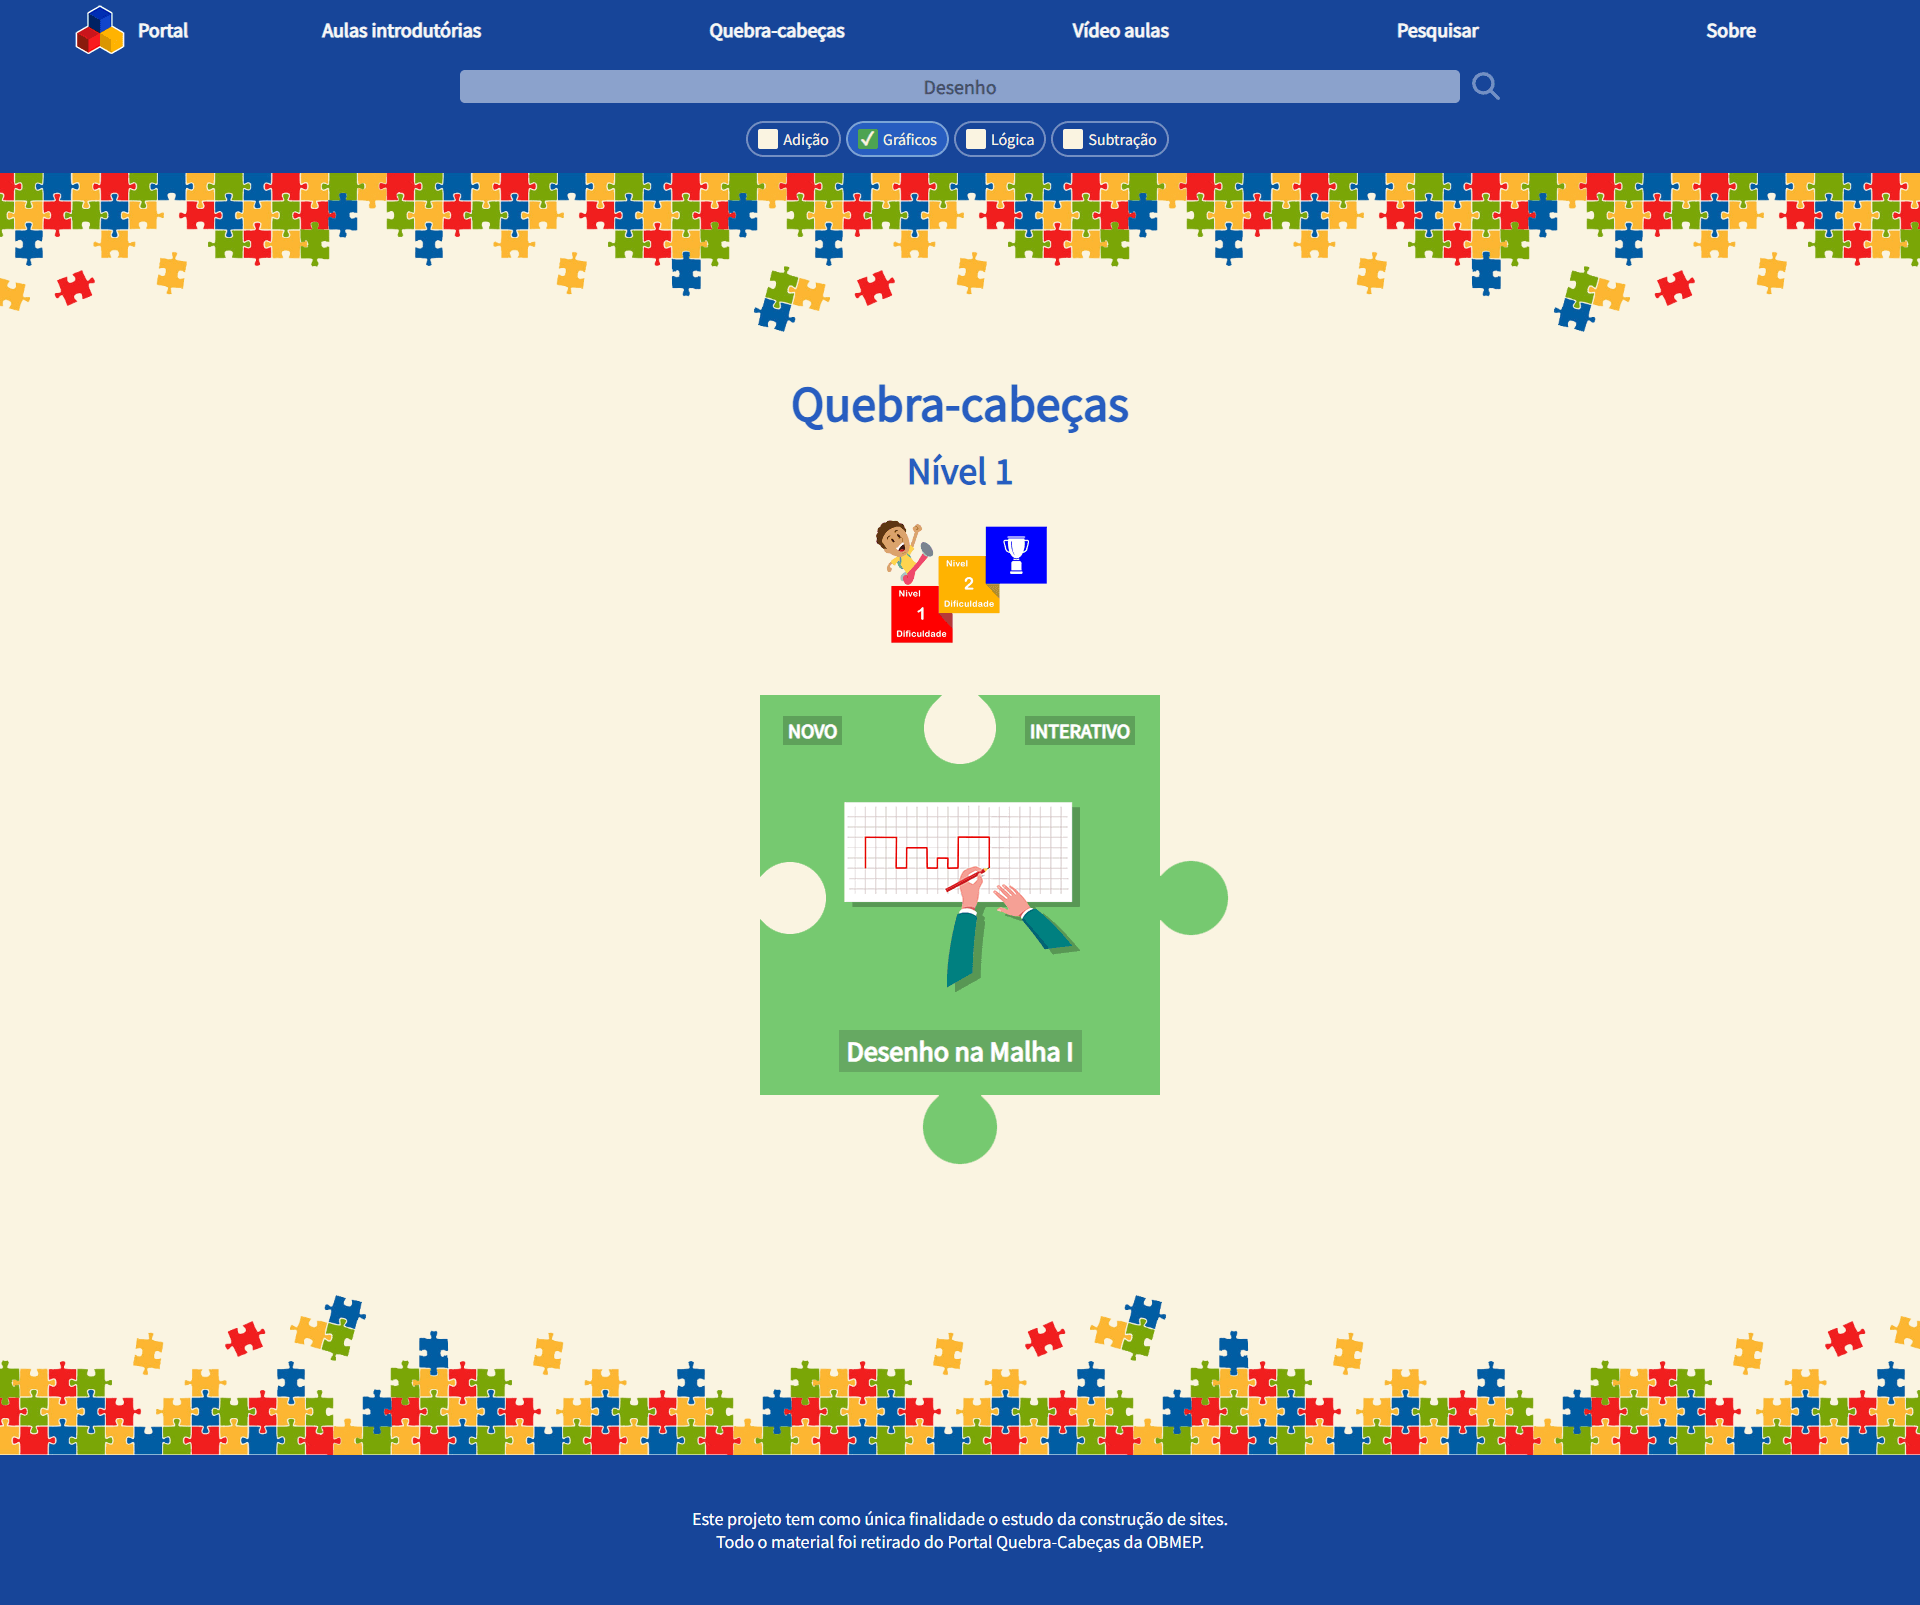 Portal
Aulas introdutórias
Quebra-cabeças
Vídeo aulas
Pesquisar
Sobre
Desenho
Adição
Gráficos
Lógica
Subtração
Quebra-cabeças
Nível 1
Nivel
2
Dificuldade
Nivel
1
Dificuldade
NOVO
INTERATIVO
Desenho na Malha I
Este projeto tem como única finalidade o estudo da construção de sites.
Todo o material foi retirado do Portal Quebra-Cabeças da OBMEP.